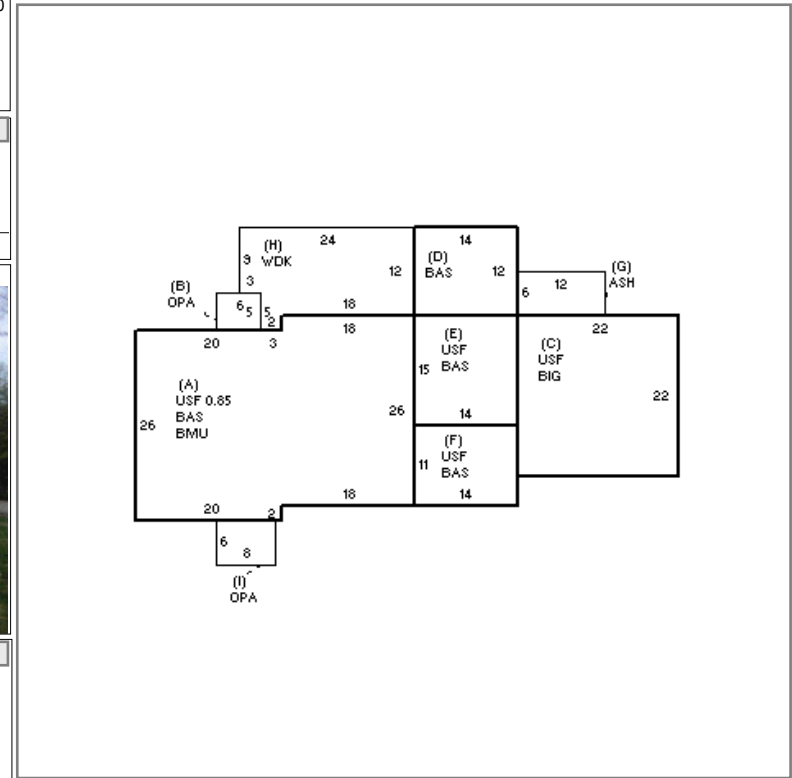 24
(H)
WDK
9
3
12
18
14
(D)
BAS
12
(G)
ASH
12
6
(B)
OPA
6
5
5
2
20
3
18
(A)
USF 0.85
BAS
BMU
26
26
20
2
18
(E)
USF
BAS
15
14
(F)
USF
BAS
11
14
22
(C)
USF
BIG
22
6
8
(I)
OPA